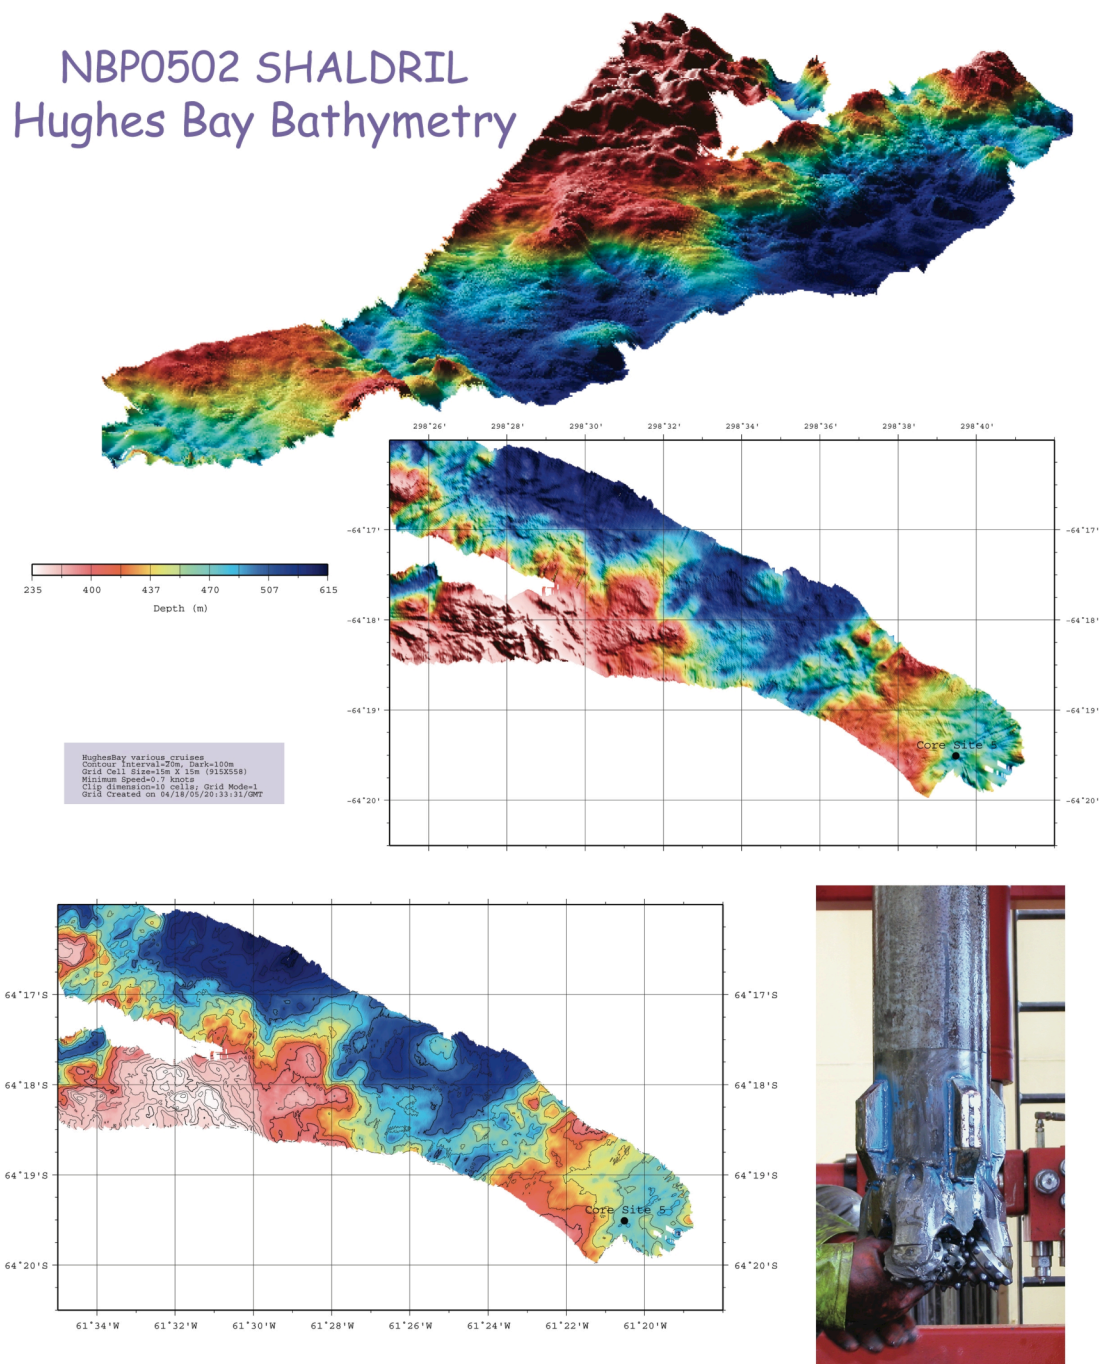 NBP0502 SHALDRIL
Hughes Bay Bathymetry
298°26' 298°28' 298°30' 298°32' 298°34' 298°36' 298°38' 298°40'
-64°17' -64°17'
-64°18' -64°18'
-64°19' -64°19'
-64°20' -64°20'
Core Site 5
235 400 437 470 507 615
Depth (m)
HughesBay various_cruises
Contour Interval=20m, Dark=100m
Grid Cell Size=15m X 15m (915X558)
Minimum Speed=0.7 knots
Clip dimension=10 cells; Grid Mode=1
Grid Created on 04/18/05/20:33:31/GMT
64°17'S 64°17'S
64°18'S 64°18'S
64°19'S 64°19'S
Core Site 5
64°20'S 64°20'S
61°34'W 61°32'W 61°30'W 61°28'W 61°26'W 61°24'W 61°22'W 61°20'W